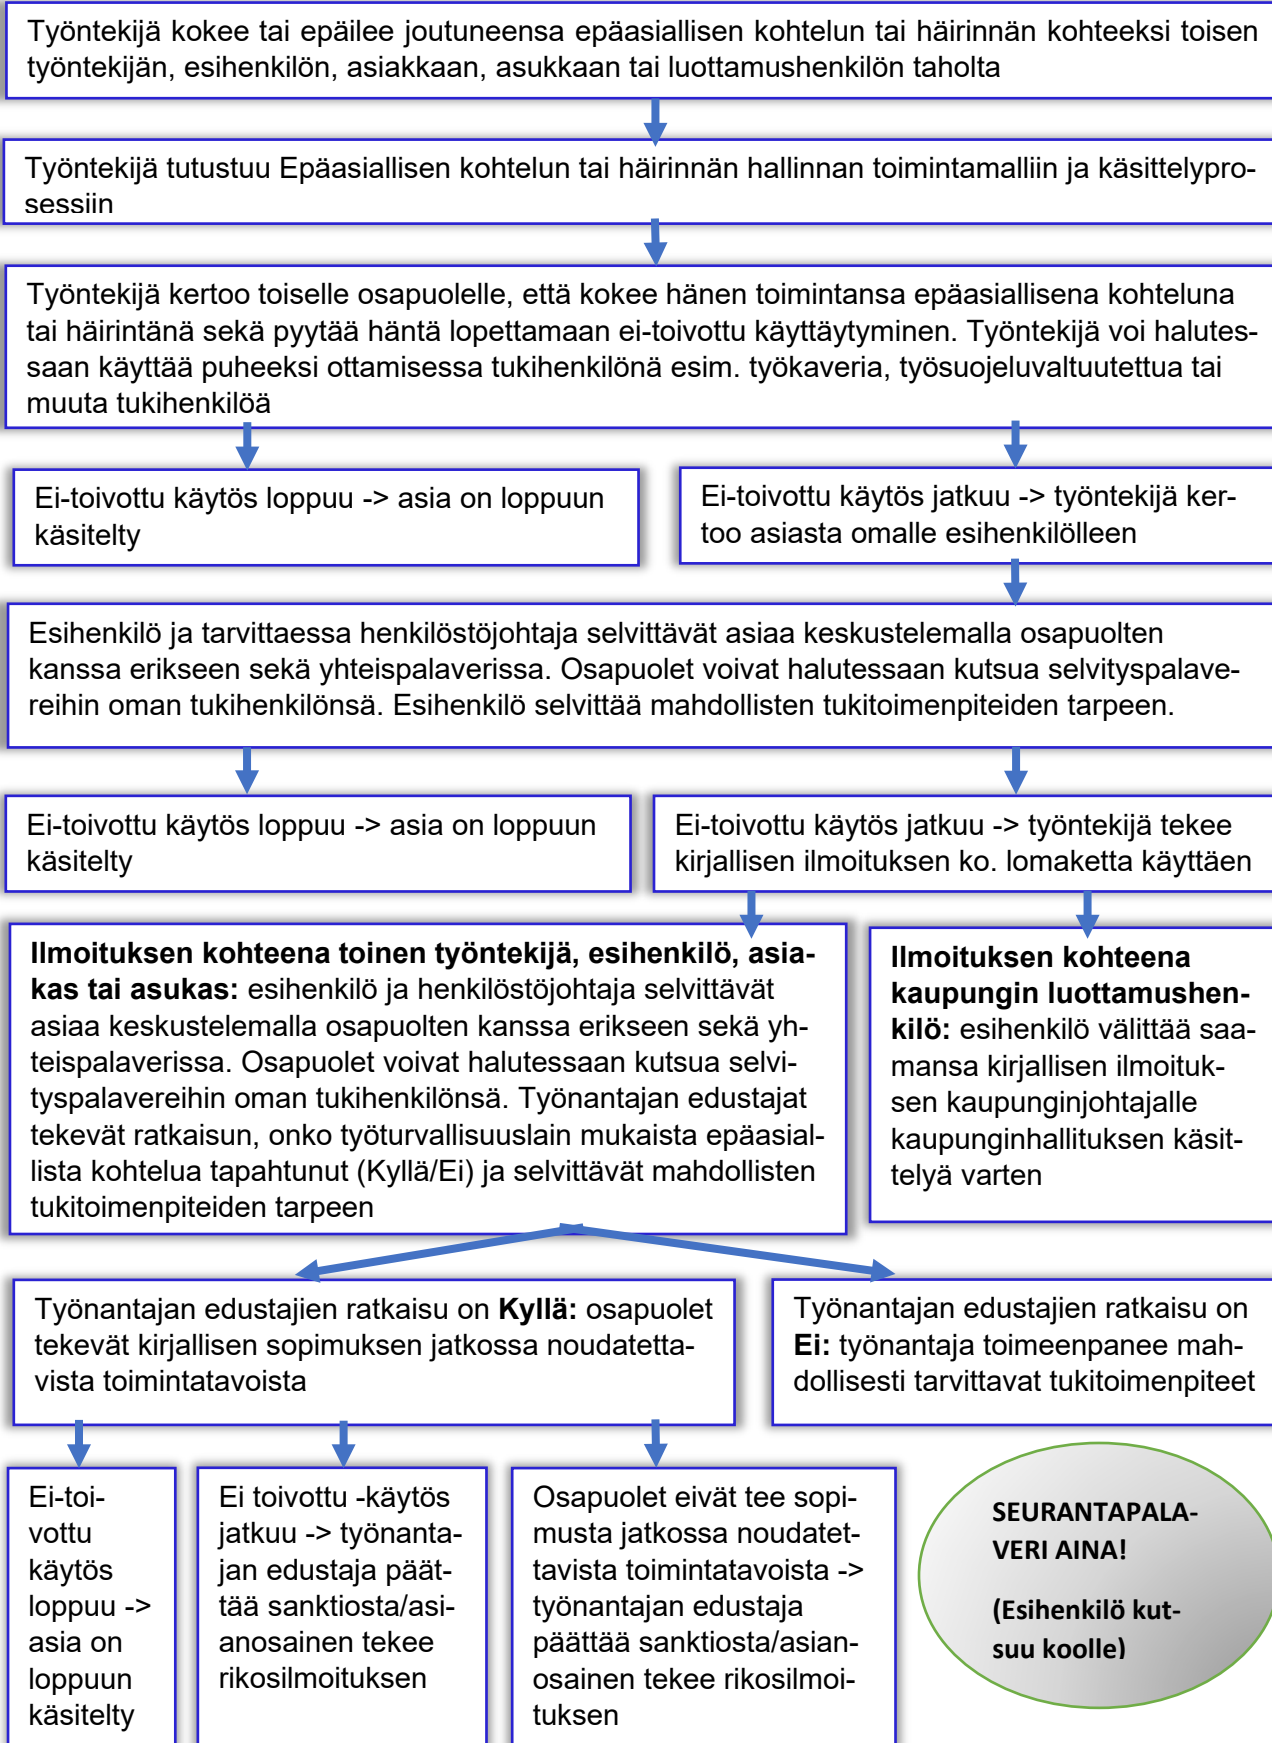 Työntekijä kokee tai epäilee joutuneensa epäasiallisen kohtelun tai häirinnän kohteeksi toisen
työntekijän, esihenkilön, asiakkaan, asukkaan tai luottamushenkilön taholta
Työntekijä tutustuu Epäasiallisen kohtelun tai häirinnän hallinnan toimintamalliin ja käsittelypro-
sessiin
Työntekijä kertoo toiselle osapuolelle, että kokee hänen toimintansa epäasiallisena kohteluna
tai häirintänä sekä pyytää häntä lopettamaan ei-toivottu käyttäytyminen. Työntekijä voi halutes-
saan käyttää puheeksi ottamisessa tukihenkilönä esim. työkaveria, työsuojeluvaltuutettua tai
muuta tukihenkilöä
Ei-toivottu käytös loppuu -> asia on loppuun
käsitelty
Ei-toivottu käytös jatkuu -> työntekijä ker-
too asiasta omalle esihenkilölleen
Esihenkilö ja tarvittaessa henkilöstöjohtaja selvittävät asiaa keskustelemalla osapuolten
kanssa erikseen sekä yhteispalaverissa. Osapuolet voivat halutessaan kutsua selvityspalave-
reihin oman tukihenkilönsä. Esihenkilö selvittää mahdollisten tukitoimenpiteiden tarpeen.
Ei-toivottu käytös loppuu -> asia on loppuun
käsitelty
Ei-toivottu käytös jatkuu -> työntekijä tekee
kirjallisen ilmoituksen ko. lomaketta käyttäen
Ilmoituksen kohteena toinen työntekijä, esihenkilö, asia-
kas tai asukas: esihenkilö ja henkilöstöjohtaja selvittävät
asiaa keskustelemalla osapuolten kanssa erikseen sekä yh-
teispalaverissa. Osapuolet voivat halutessaan kutsua selvi-
tyspalavereihin oman tukihenkilönsä. Työnantajan edustajat
tekevät ratkaisun, onko työturvallisuuslain mukaista epäasial-
lista kohtelua tapahtunut (Kyllä/Ei) ja selvittävät mahdollisten
tukitoimenpiteiden tarpeen
Ilmoituksen kohteena
kaupungin luottamushen-
kilö: esihenkilö välittää saa-
mansa kirjallisen ilmoituk-
sen kaupunginjohtajalle
kaupunginhallituksen käsit-
telyä varten
Työnantajan edustajien ratkaisu on Kyllä: osapuolet
tekevät kirjallisen sopimuksen jatkossa noudatetta-
vista toimintatavoista
Työnantajan edustajien ratkaisu on
Ei: työnantaja toimeenpanee mah-
dollisesti tarvittavat tukitoimenpiteet
Ei-toi-
vottu
käytös
loppuu ->
asia on
loppuun
käsitelty
Ei toivottu -käytös
jatkuu -> työnanta-
jan edustaja päät-
tää sanktiosta/asi-
anosainen tekee
rikosilmoituksen
Osapuolet eivät tee sopi-
musta jatkossa noudatet-
tavista toimintatavoista ->
työnantajan edustaja
päättää sanktiosta/asian-
osainen tekee rikosilmoi-
tuksen
SEURANTAPALA-
VERI AINA!
(Esihenkilö kut-
suu koolle)